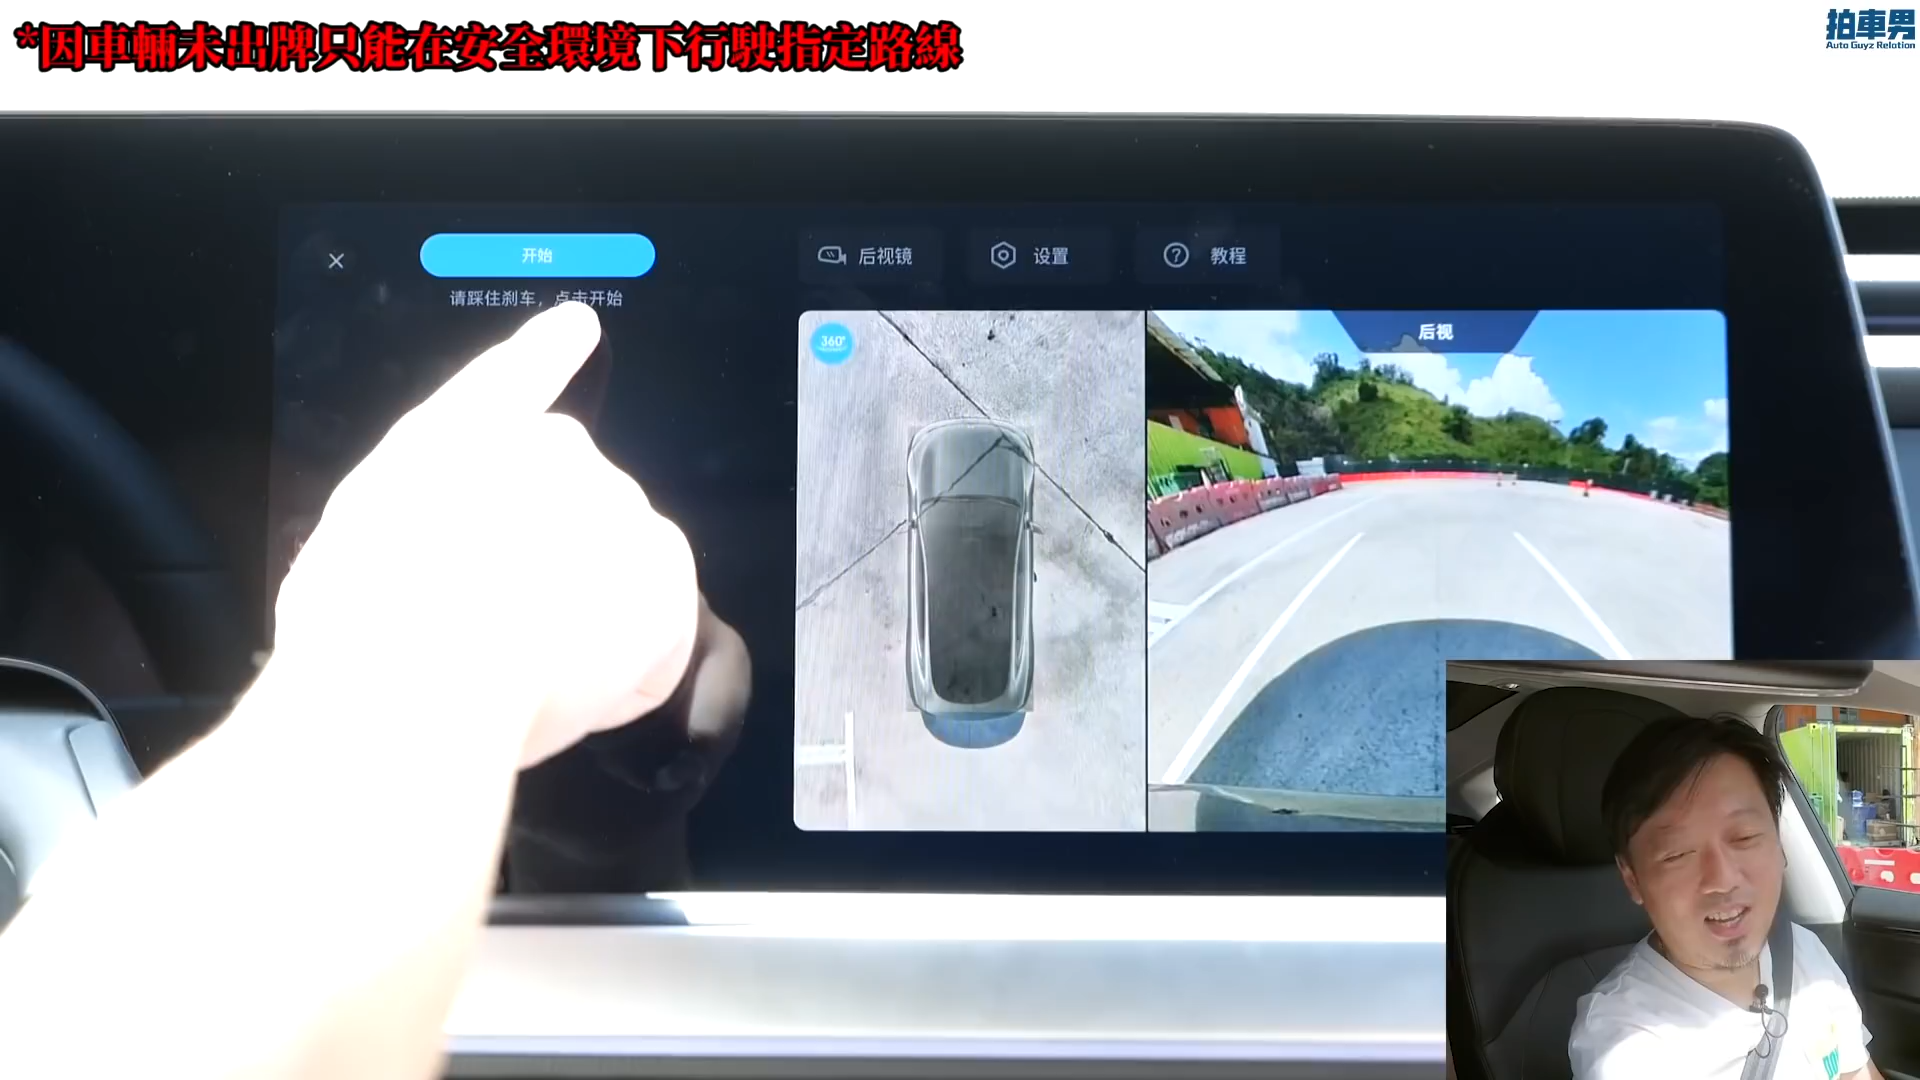 *因車輛未出牌只能在安全環境下行駛指定路線
拍車男
Auto Guyz Relation
开始
请踩住刹车，点击开始
后视镜
设置
教程
360°
后视